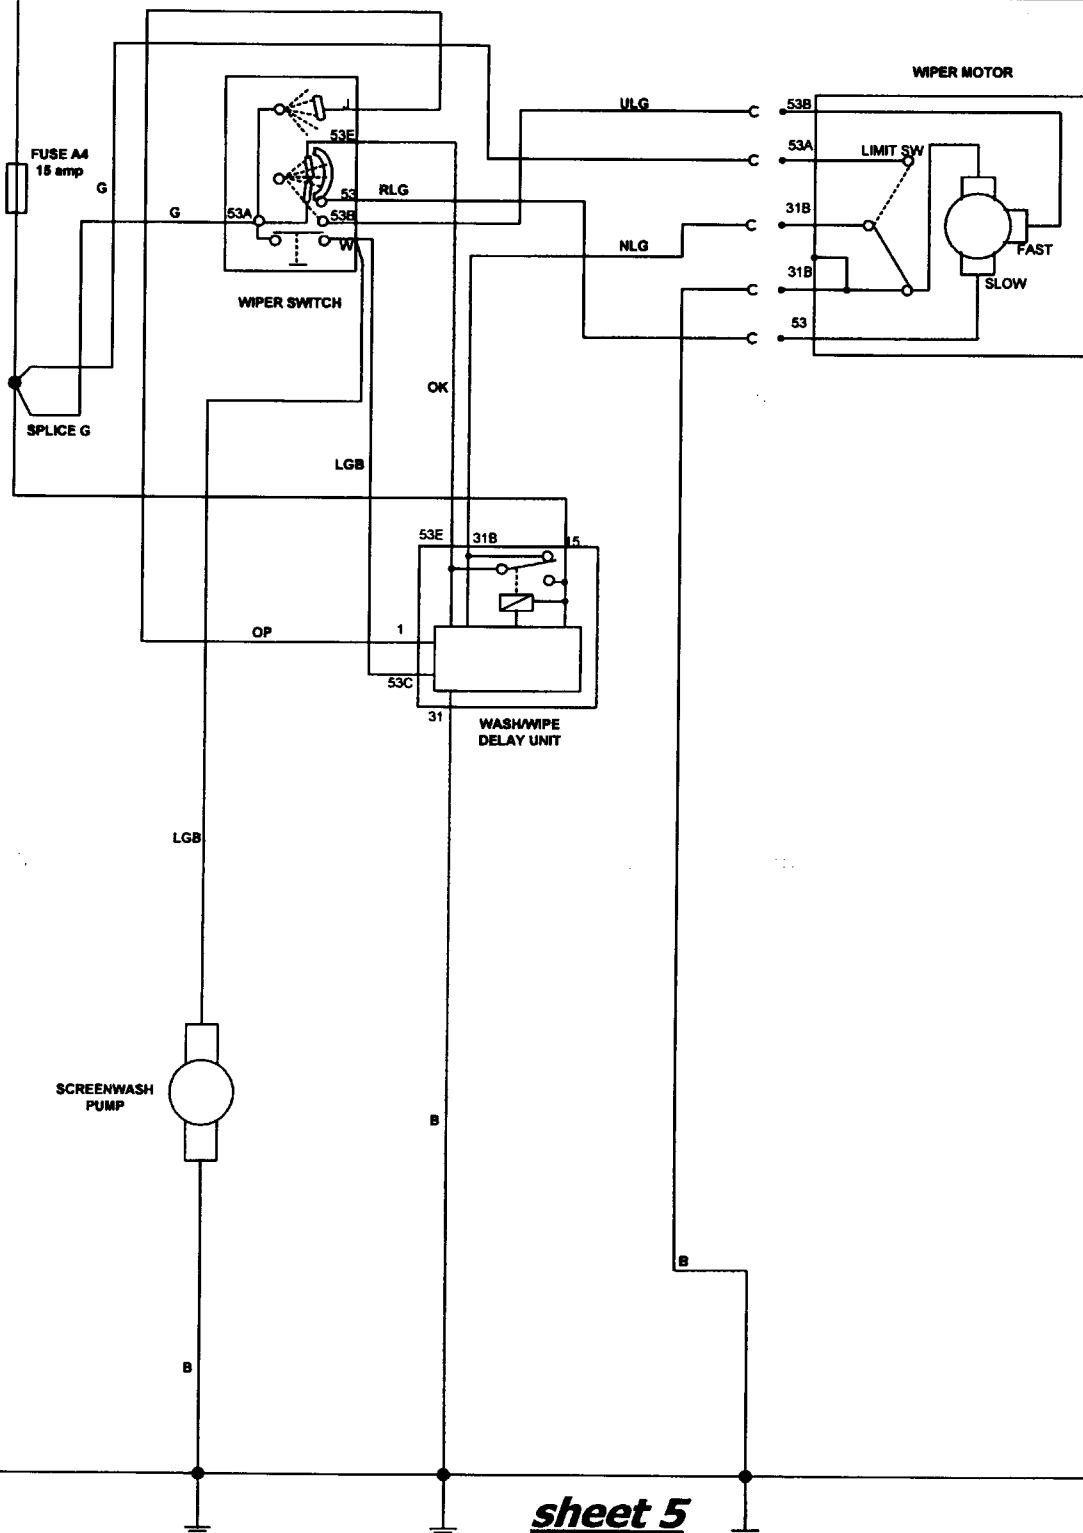 WIPER MOTOR
J
ULG
53B
53E
53A
LIMIT SW
FUSE A4
15 amp
G
RLG
53
G
53A
53B
31B
W
NLG
FAST
31B
SLOW
WIPER SWITCH
53
OK
SPLICE G
LGB
53E
31B
15
OP
1
53C
31
WASH/WIPE
DELAY UNIT
LGB
SCREENWASH
PUMP
B
B
B
sheet 5